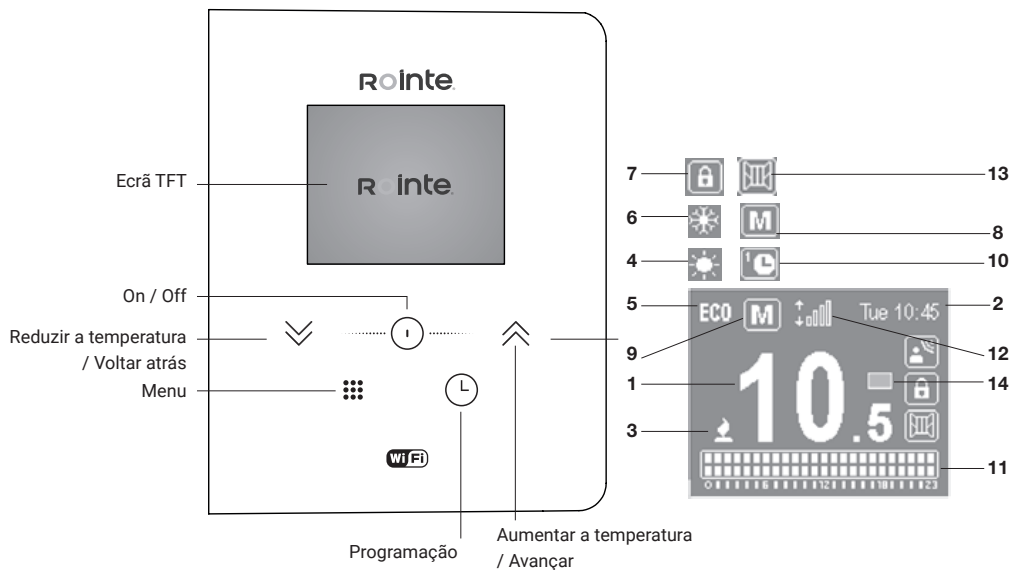 Rointe
Rointe
Ecrã TFT
On / Off
Reduzir a temperatura
/ Voltar atrás
Menu
WiFi
Programação
Aumentar a temperatura
/ Avançar
7
13
6
M
8
4
1
10
5
ECO
M
Tue 10:45
2
9
12
1
10.5
14
3
11
0 6 12 18 23